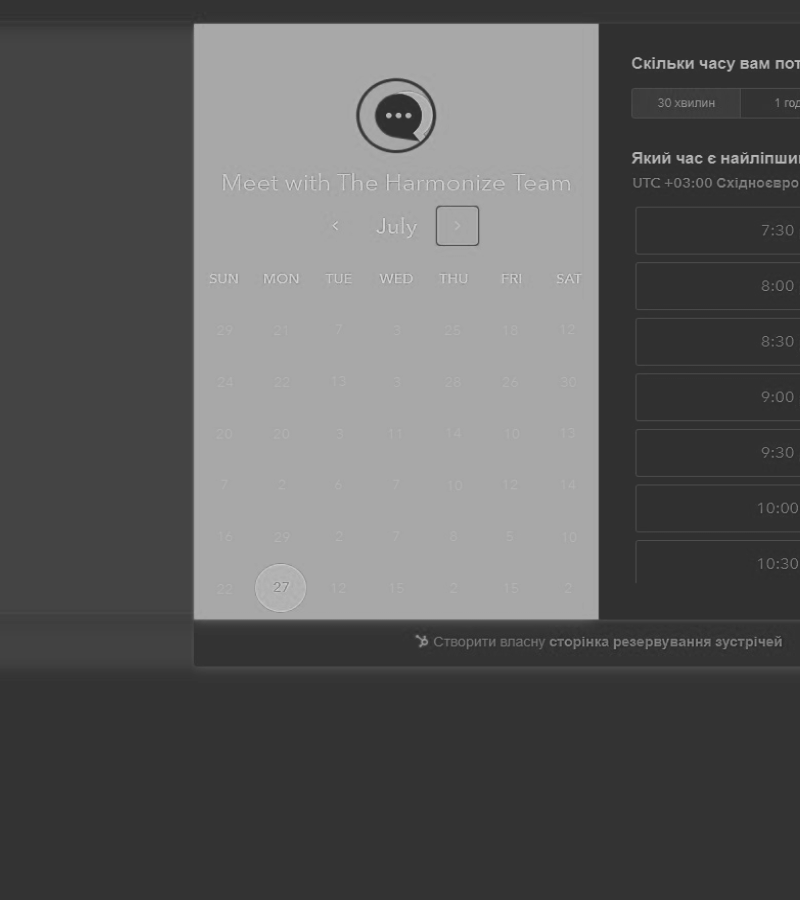 Meet with The Harmonize Team
July
SUN MON TUE WED THU FRI SAT
29 21 7 3 25 18 12
24 22 13 3 28 26 30
20 20 3 11 14 10 13
7 2 6 7 10 12 14
16 29 2 7 8 5 10
22 27 12 15 2 15 2
Скільки часу вам пот
30 хвилин 1 год
Який час є найліпши
UTC +03:00 Східноєвро
7:30
8:00
8:30
9:00
9:30
10:00
10:30
Створити власну сторінка резервування зустрічей